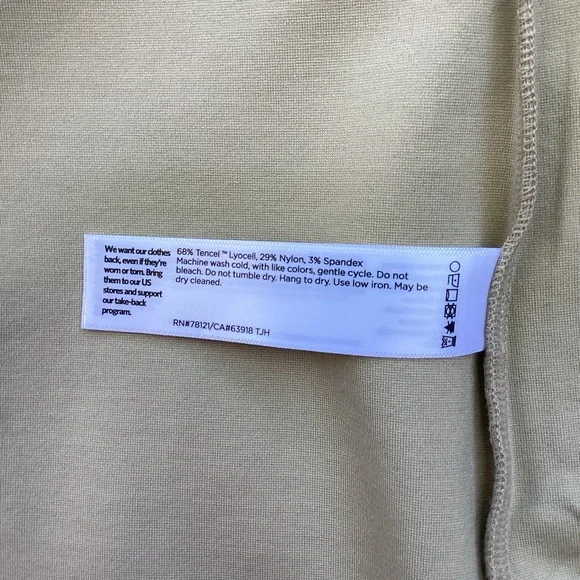 We want our clothes
back, even if they're
worn or torn. Bring
them to our US
stores and support
our take-back
program.
68% Tencel™ Lyocell, 29% Nylon, 3% Spandex
Machine wash cold, with like colors, gentle cycle. Do not
bleach. Do not tumble dry. Hang to dry. Use low iron. May be
dry cleaned.
RN#78121/CA#63918 TJH